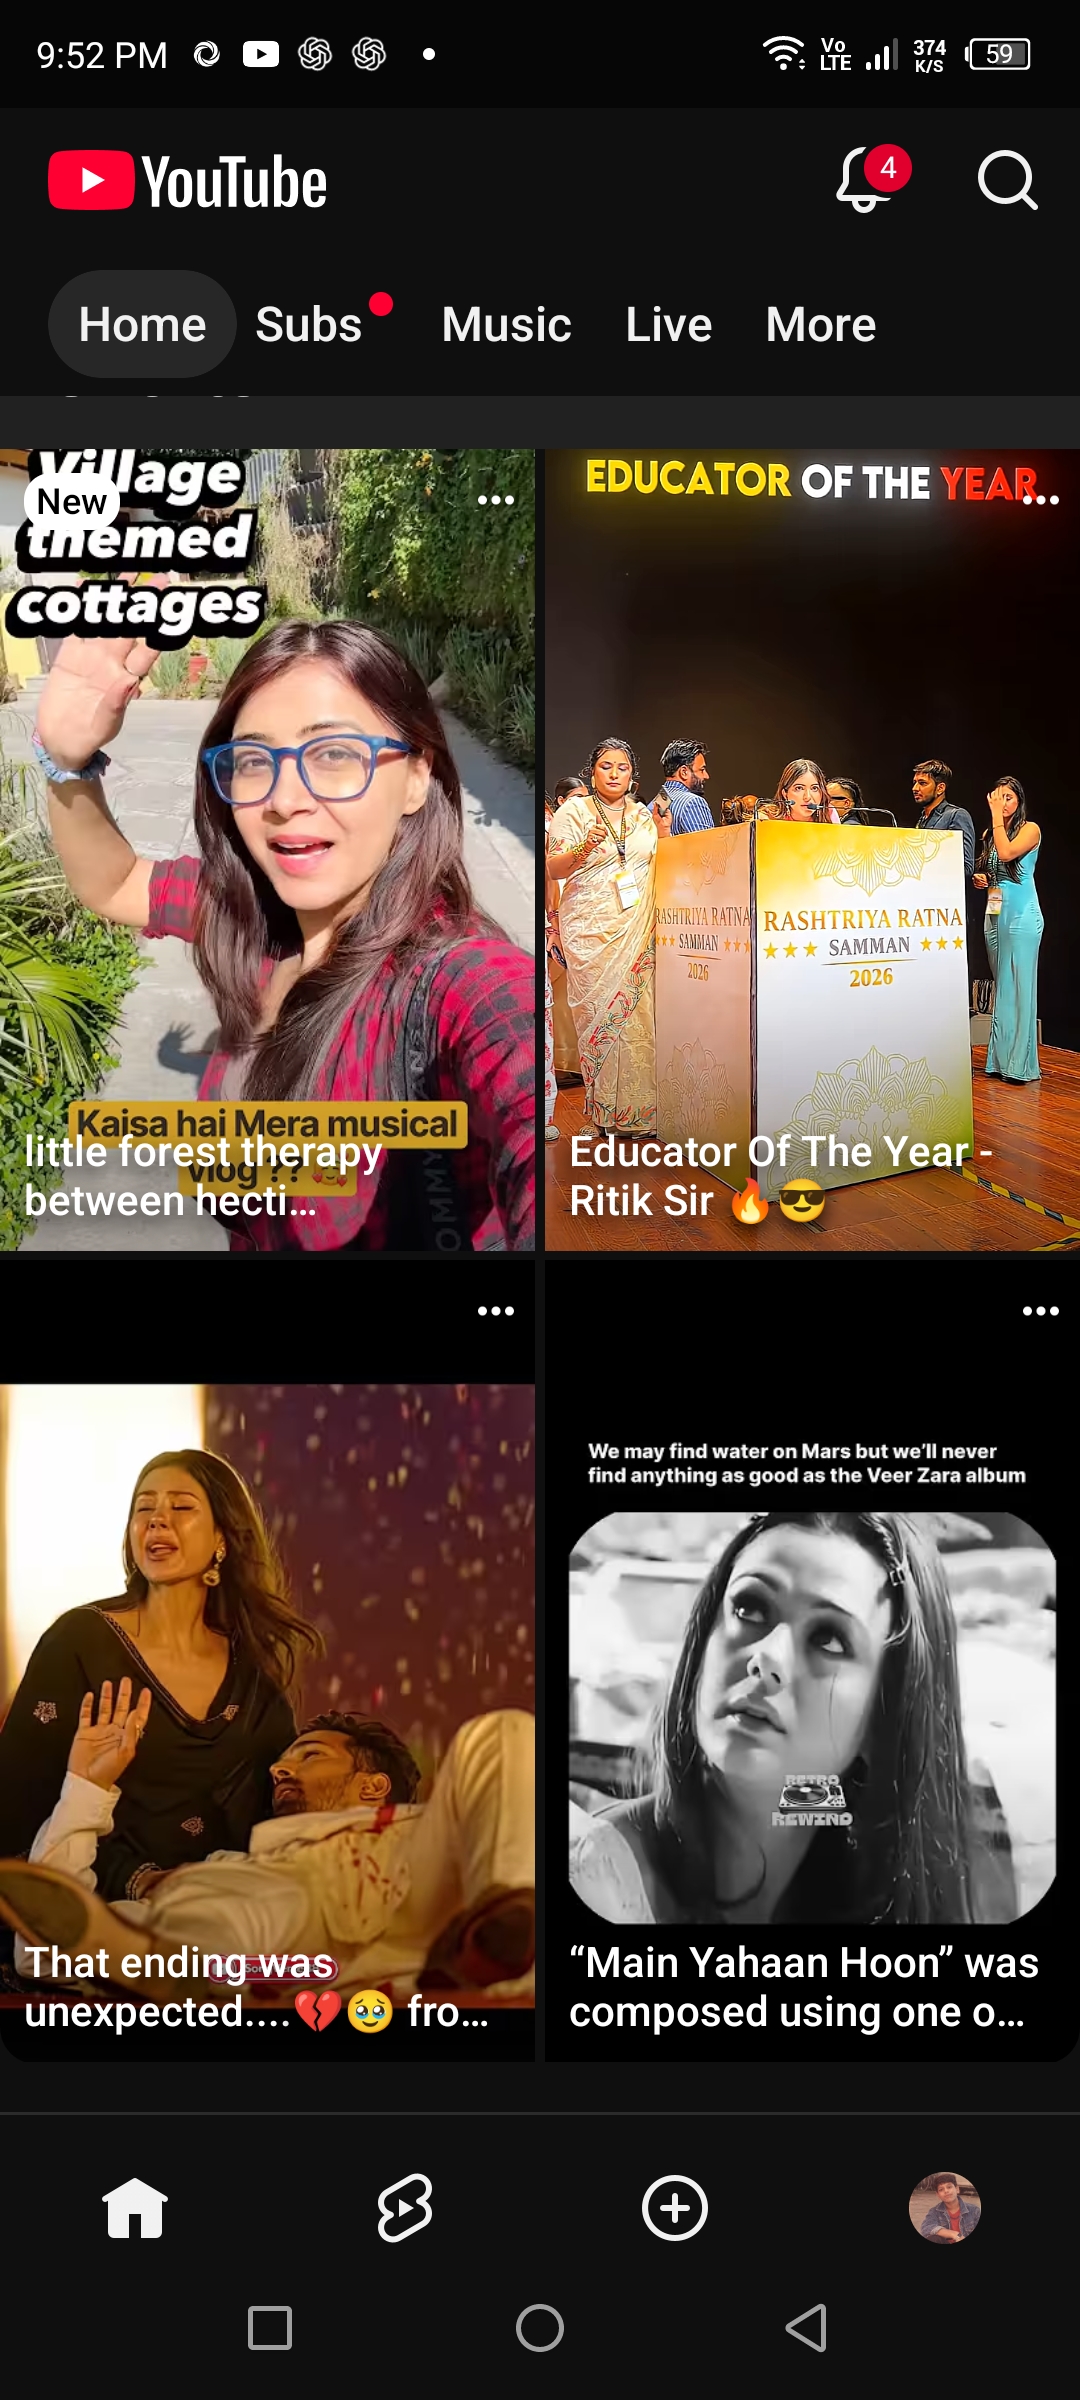 9:52 PM
Vo
LTE
374
K/S
59
YouTube
4
Home
Subs
Music
Live
More
Village
New
themed
cottages
Kaisa hai Mera musical
vlog ??
little forest therapy
between hecti...
EDUCATOR OF THE YEAR
RASHTRIYA RATNA
SAMMAN
2026
RASHTRIYA RATNA
SAMMAN
2026
Educator Of The Year -
Ritik Sir 🔥😎
That ending was
unexpected....💔🥹 fro...
We may find water on Mars but we'll never
find anything as good as the Veer Zara album
RETRO
REWIND
“Main Yahaan Hoon” was
composed using one o...